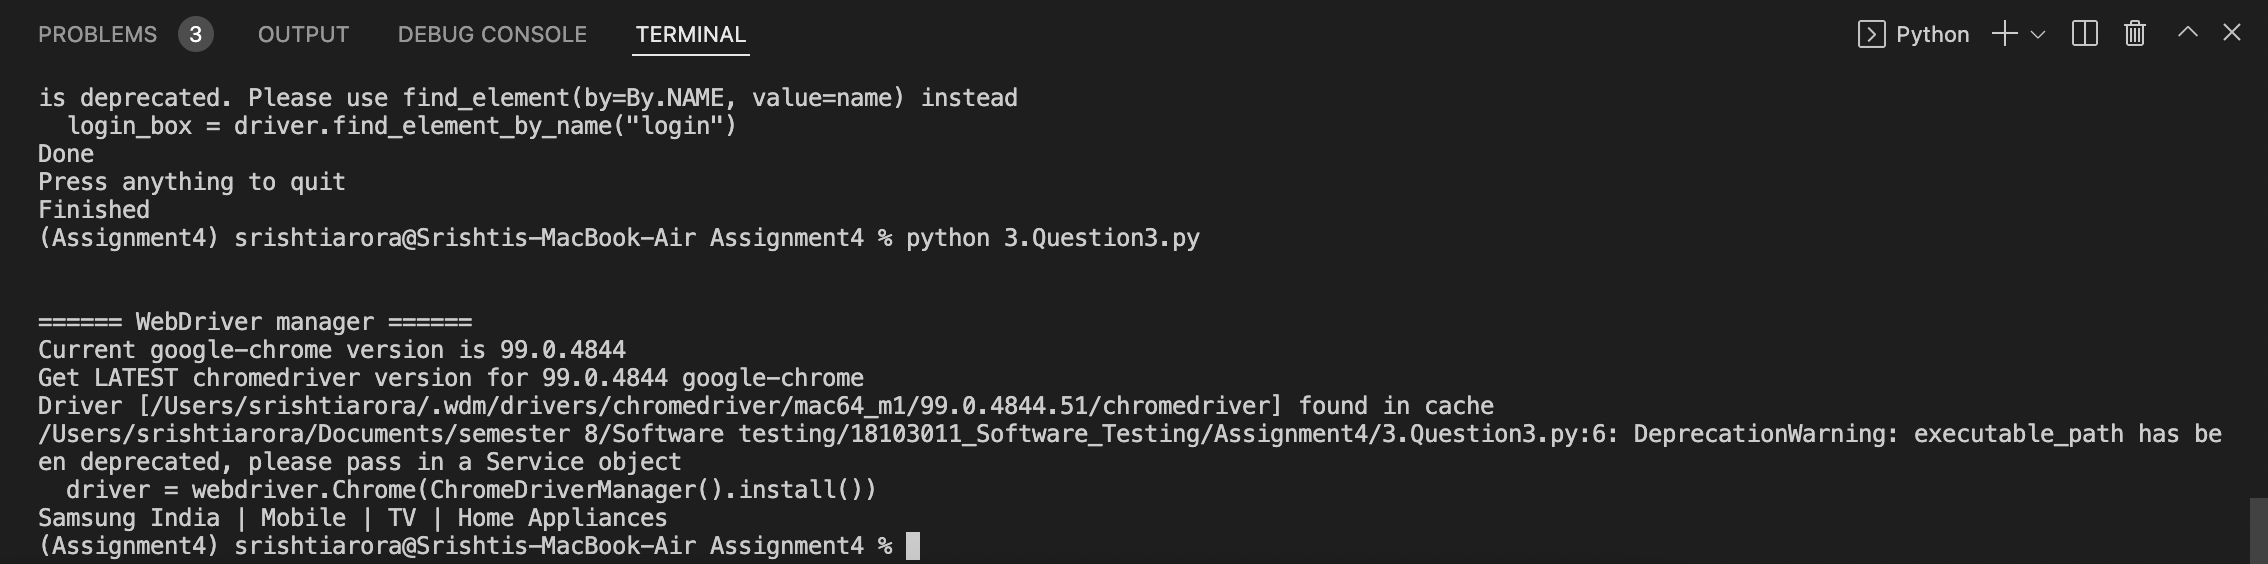 PROBLEMS 3 OUTPUT DEBUG CONSOLE TERMINAL Python
is deprecated. Please use find_element(by=By.NAME, value=name) instead
  login_box = driver.find_element_by_name("login")
Done
Press anything to quit
Finished
(Assignment4) srishtiarora@Srishtis-MacBook-Air Assignment4 % python 3.Question3.py
====== WebDriver manager ======
Current google-chrome version is 99.0.4844
Get LATEST chromedriver version for 99.0.4844 google-chrome
Driver [/Users/srishtiarora/.wdm/drivers/chromedriver/mac64_m1/99.0.4844.51/chromedriver] found in cache
/Users/srishtiarora/Documents/semester 8/Software testing/18103011_Software_Testing/Assignment4/3.Question3.py:6: DeprecationWarning: executable_path has be
en deprecated, please pass in a Service object
  driver = webdriver.Chrome(ChromeDriverManager().install())
Samsung India | Mobile | TV | Home Appliances
(Assignment4) srishtiarora@Srishtis-MacBook-Air Assignment4 %